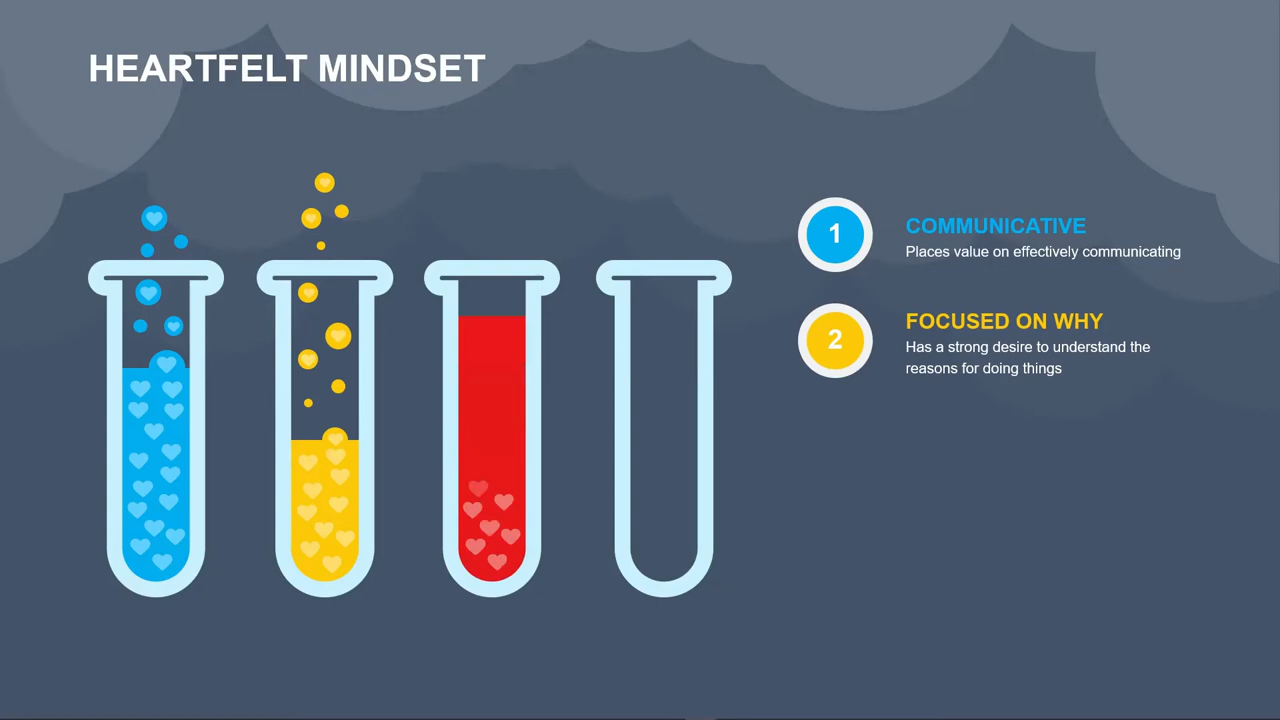 HEARTFELT MINDSET
1
COMMUNICATIVE
Places value on effectively communicating
2
FOCUSED ON WHY
Has a strong desire to understand the
reasons for doing things